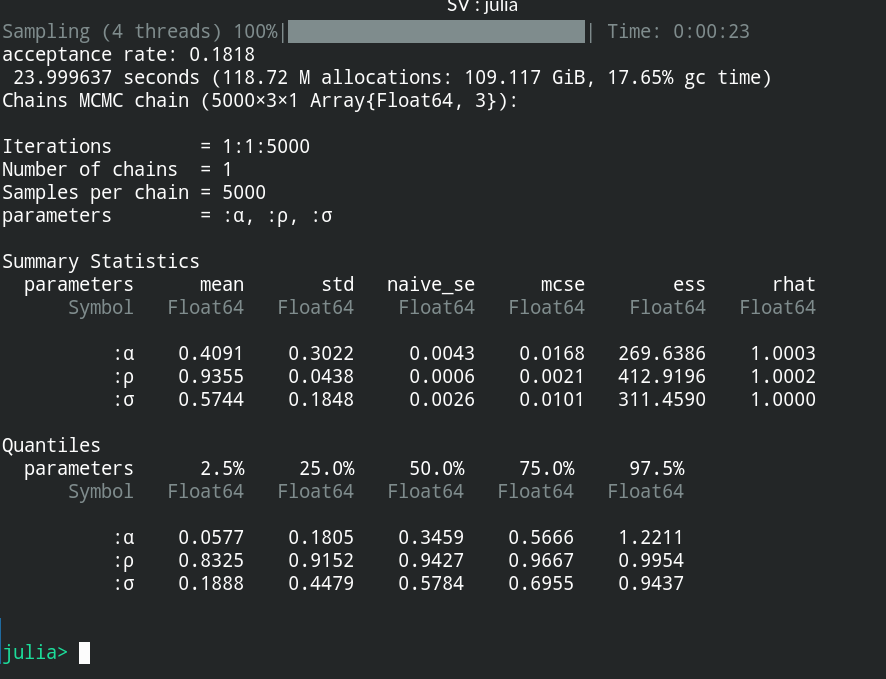 SV : julia
Sampling (4 threads) 100%|| Time: 0:00:23
acceptance rate: 0.1818
 23.999637 seconds (118.72 M allocations: 109.117 GiB, 17.65% gc time)
Chains MCMC chain (5000×3×1 Array{Float64, 3}):
Iterations        = 1:1:5000
Number of chains  = 1
Samples per chain = 5000
parameters        = :α, :ρ, :σ
Summary Statistics
  parameters      mean       std   naive_se      mcse        ess      rhat
      Symbol   Float64   Float64    Float64   Float64    Float64   Float64
          :α    0.4091    0.3022     0.0043    0.0168   269.6386    1.0003
          :ρ    0.9355    0.0438     0.0006    0.0021   412.9196    1.0002
          :σ    0.5744    0.1848     0.0026    0.0101   311.4590    1.0000
Quantiles
  parameters      2.5%     25.0%     50.0%     75.0%     97.5%
      Symbol   Float64   Float64   Float64   Float64   Float64
          :α    0.0577    0.1805    0.3459    0.5666    1.2211
          :ρ    0.8325    0.9152    0.9427    0.9667    0.9954
          :σ    0.1888    0.4479    0.5784    0.6955    0.9437
julia>